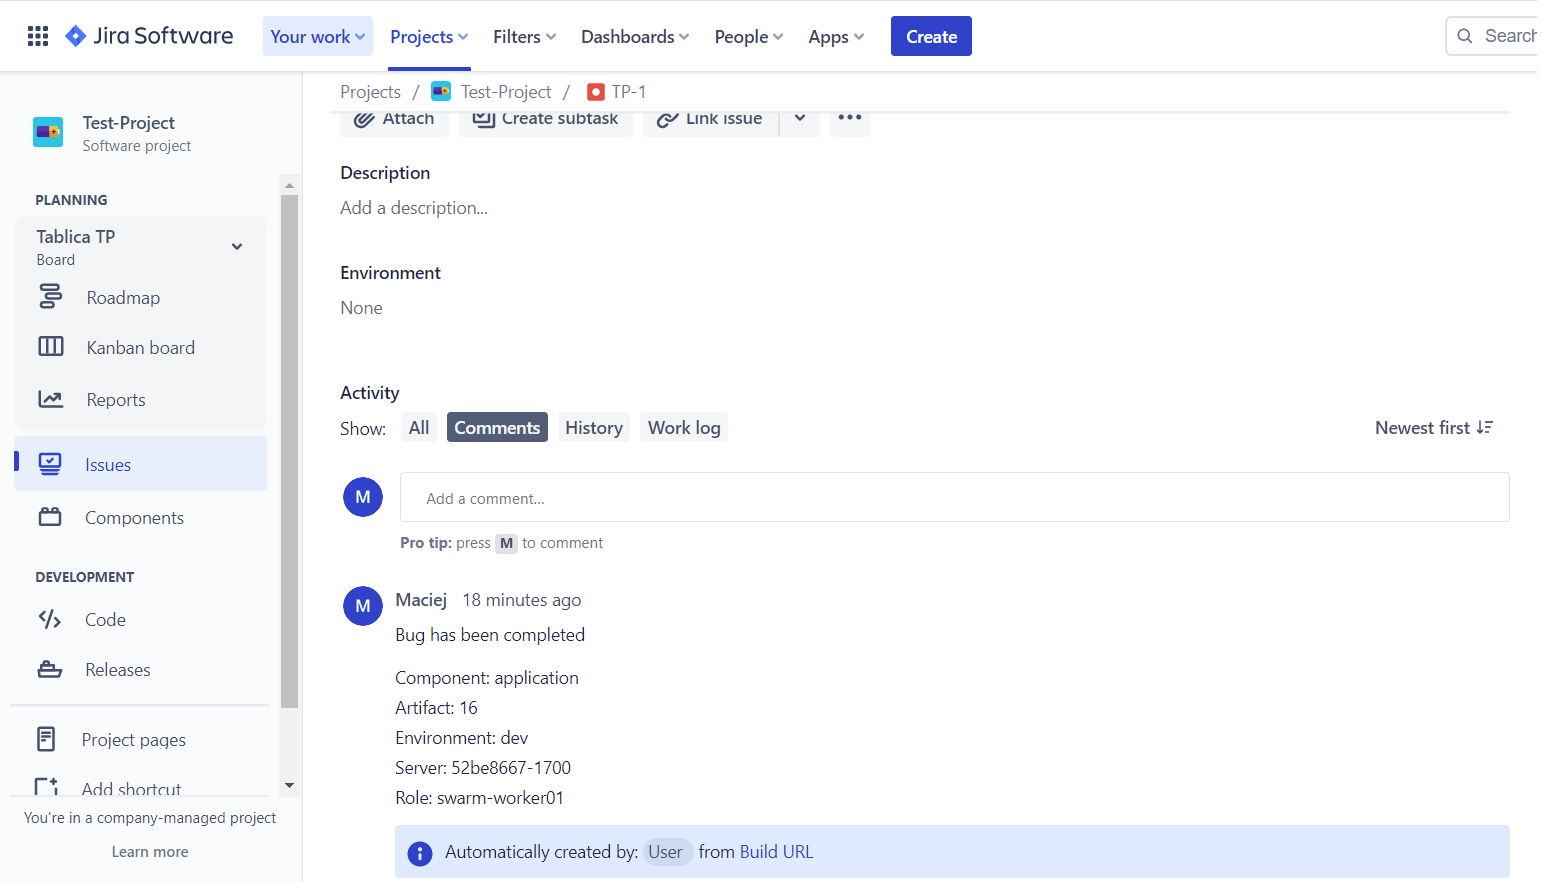 Jira Software
Your work
Projects
Filters
Dashboards
People
Apps
Create
Search
Test-Project
Software project
PLANNING
Tablica TP
Board
Roadmap
Kanban board
Reports
Issues
Components
DEVELOPMENT
Code
Releases
Project pages
Add shortcut
You're in a company-managed project
Learn more
Projects / Test-Project / TP-1
Attach
Create subtask
Link issue
Description
Add a description...
Environment
None
Activity
Show: All Comments History Work log
Newest first
M
Add a comment...
Pro tip: press M to comment
M
Maciej 18 minutes ago
Bug has been completed
Component: application
Artifact: 16
Environment: dev
Server: 52be8667-1700
Role: swarm-worker01
Automatically created by: User from Build URL